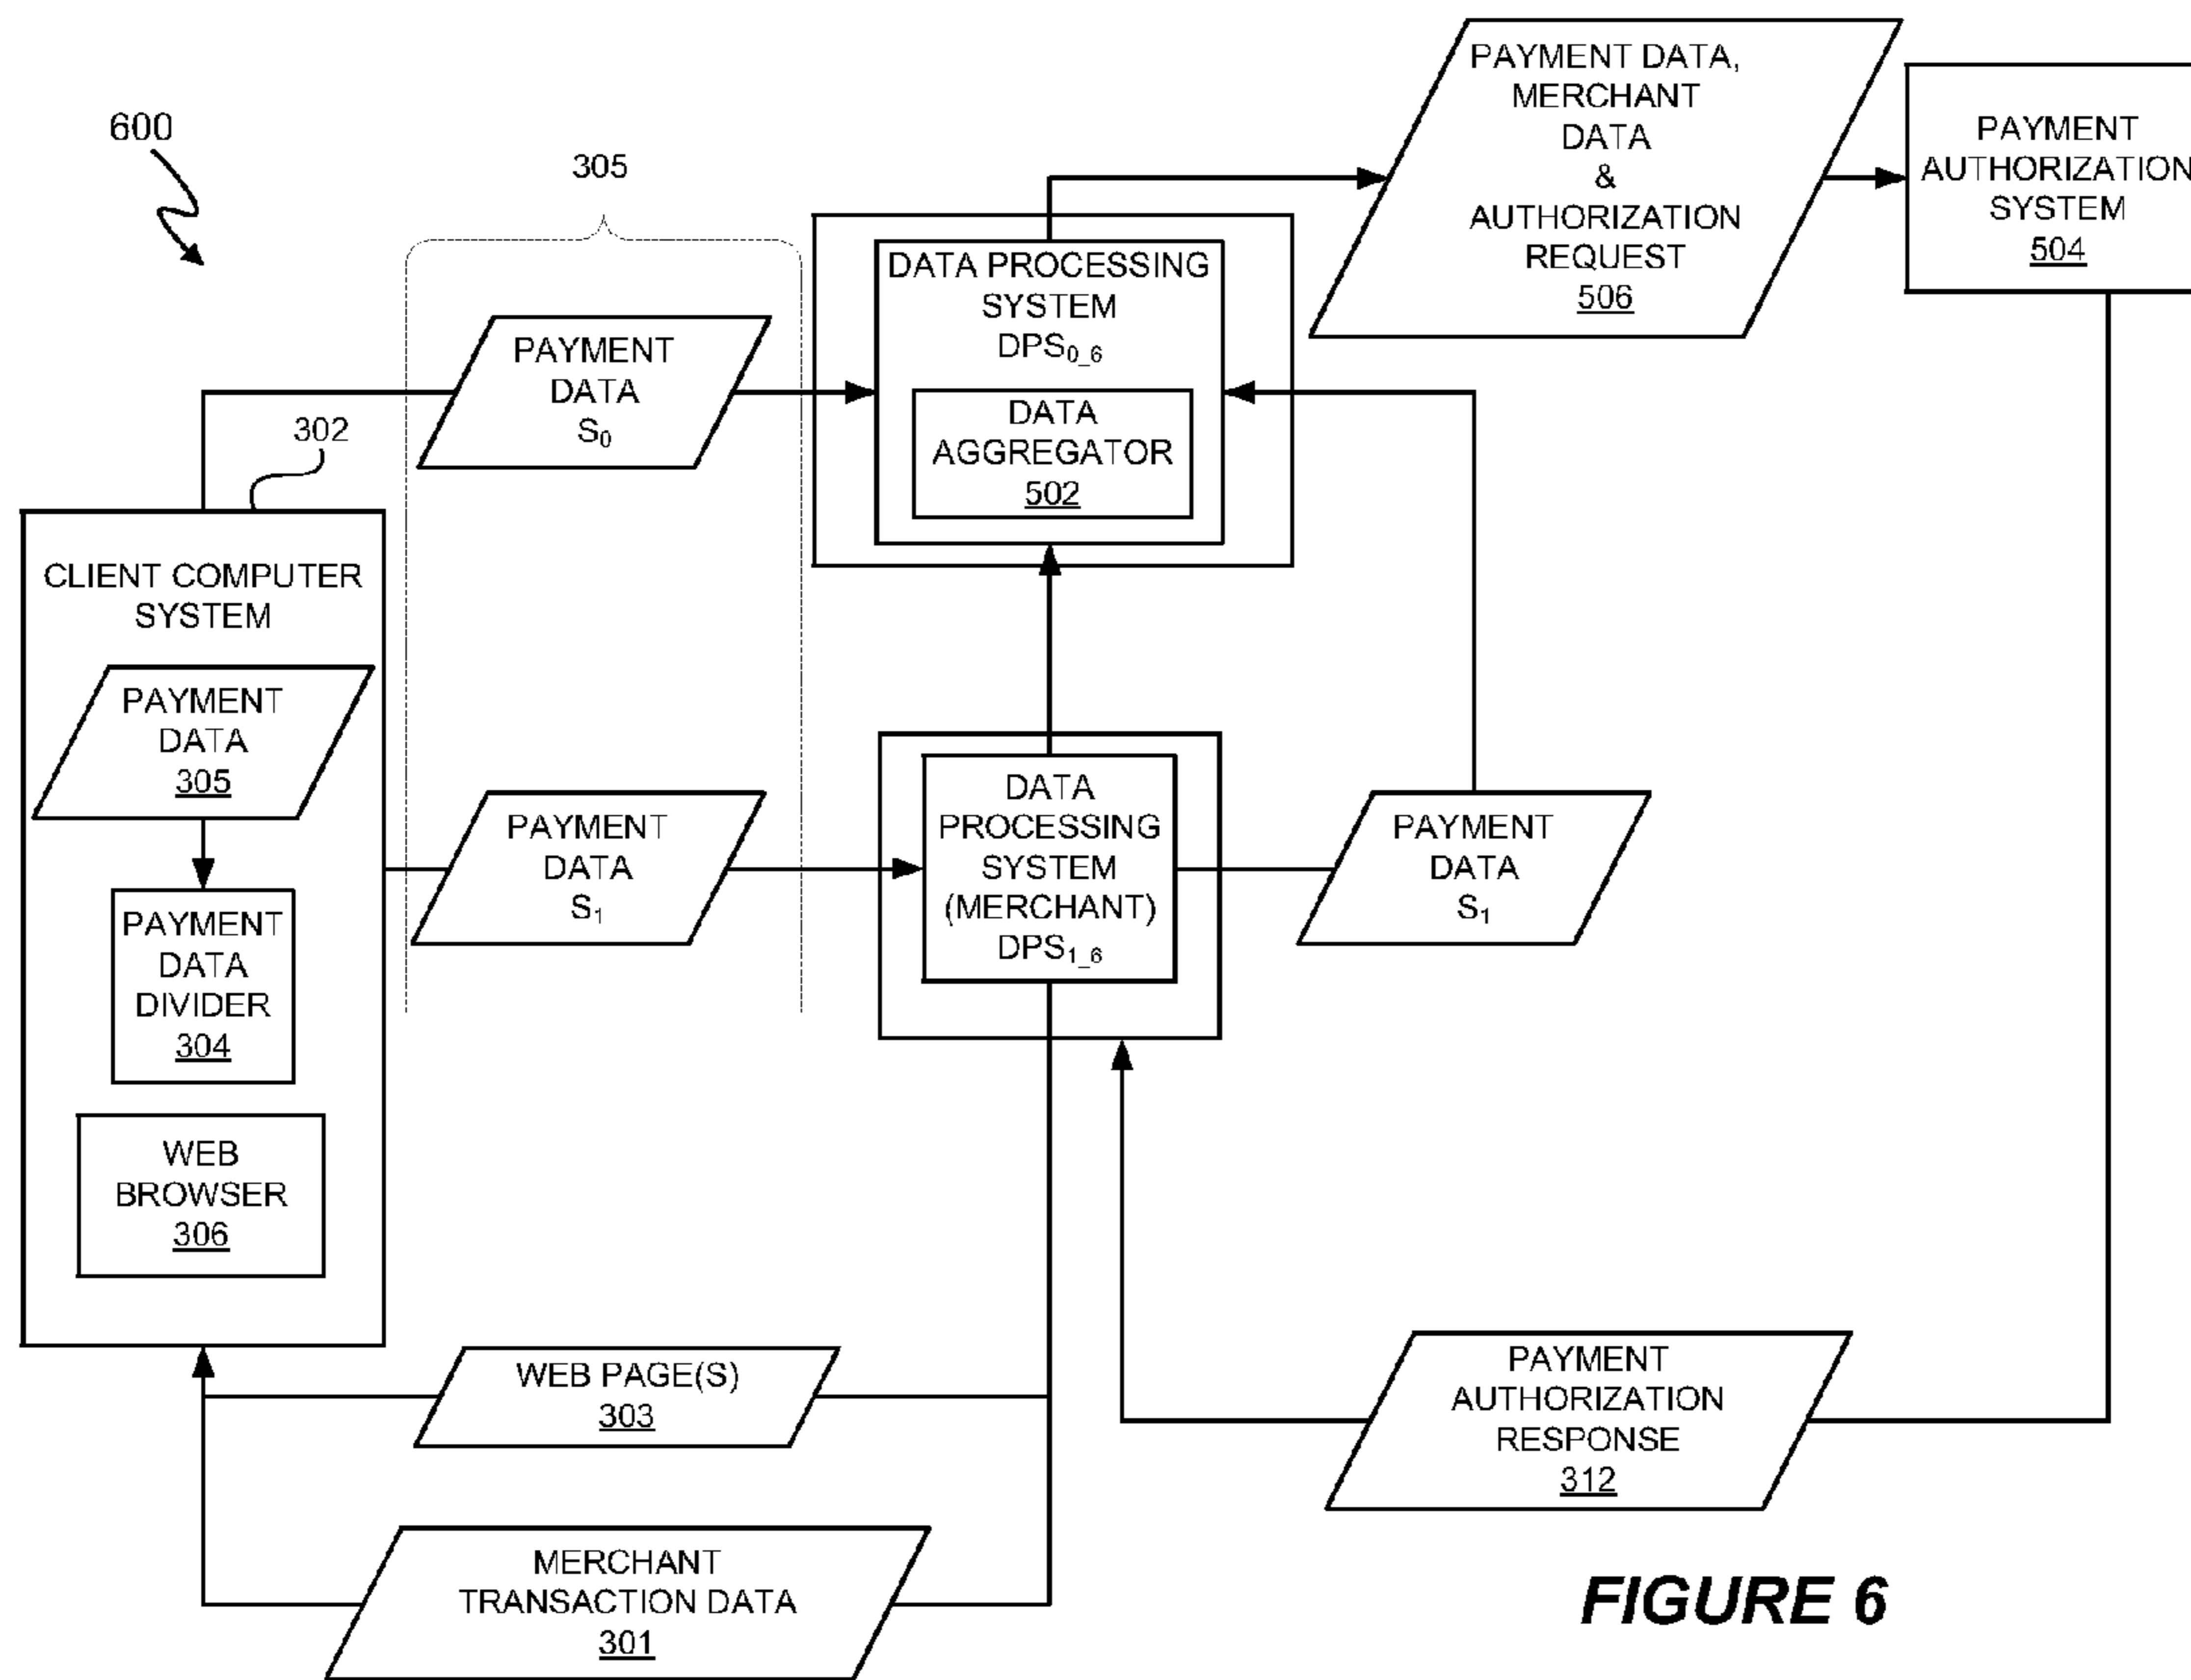 600
305
PAYMENT DATA,
MERCHANT
DATA
&
AUTHORIZATION
REQUEST
506
PAYMENT
AUTHORIZATION
SYSTEM
504
DATA PROCESSING
SYSTEM
DPS₀_₆
DATA
AGGREGATOR
502
PAYMENT
DATA
S₀
302
CLIENT COMPUTER
SYSTEM
PAYMENT
DATA
305
PAYMENT
DATA
DIVIDER
304
WEB
BROWSER
306
PAYMENT
DATA
S₁
DATA
PROCESSING
SYSTEM
(MERCHANT)
DPS₁_₆
PAYMENT
DATA
S₁
WEB PAGE(S)
303
MERCHANT
TRANSACTION DATA
301
PAYMENT
AUTHORIZATION
RESPONSE
312
FIGURE 6